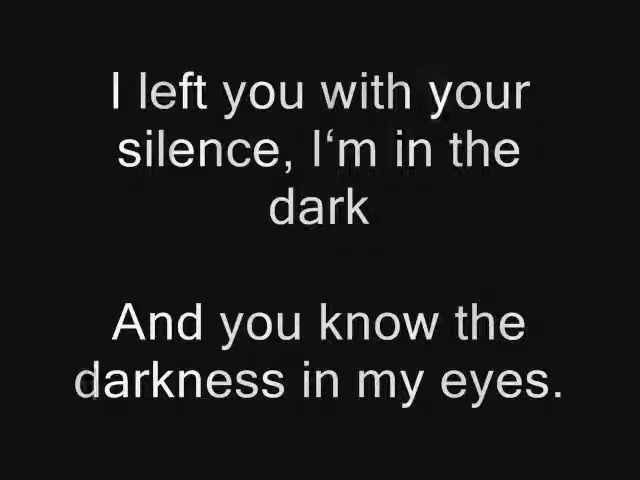 I left you with your
silence, I‘m in the
dark
And you know the
darkness in my eyes.